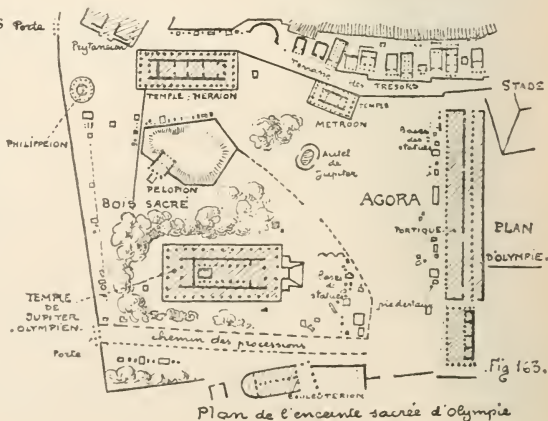 Porte
Prytaneion
TEMPLE : HERAION
Terrasse des
TRESORS
STADE
TEMPLE
METROON
PHILIPPEION
Autel
de
Jupiter
Bases
des
statues
PELOPION
BOIS SACRE
AGORA
PORTIQUE
PLAN
D'OLYMPIE.
TEMPLE
DE
JUPITER
OLYMPIEN.
Bases
de
statues
piedestaux
chemin des processions
Porte
Fig 163.
BOULEUTERION
Plan de l'enceinte sacrée d'Olympie